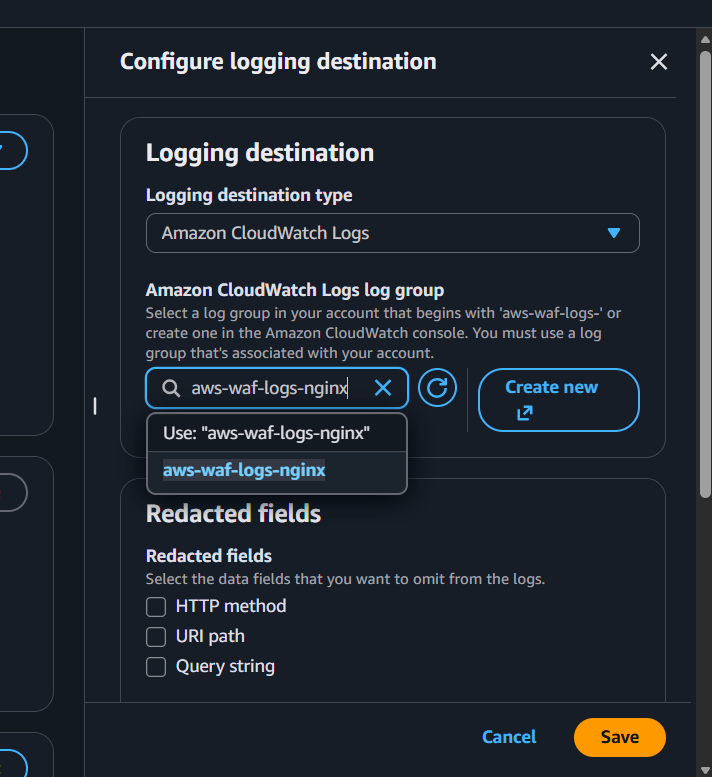 Configure logging destination
Logging destination
Logging destination type
Amazon CloudWatch Logs
Amazon CloudWatch Logs log group
Select a log group in your account that begins with 'aws-waf-logs-' or
create one in the Amazon CloudWatch console. You must use a log
group that's associated with your account.
aws-waf-logs-nginx
Create new
Use: "aws-waf-logs-nginx"
aws-waf-logs-nginx
Redacted fields
Redacted fields
Select the data fields that you want to omit from the logs.
HTTP method
URI path
Query string
Cancel
Save